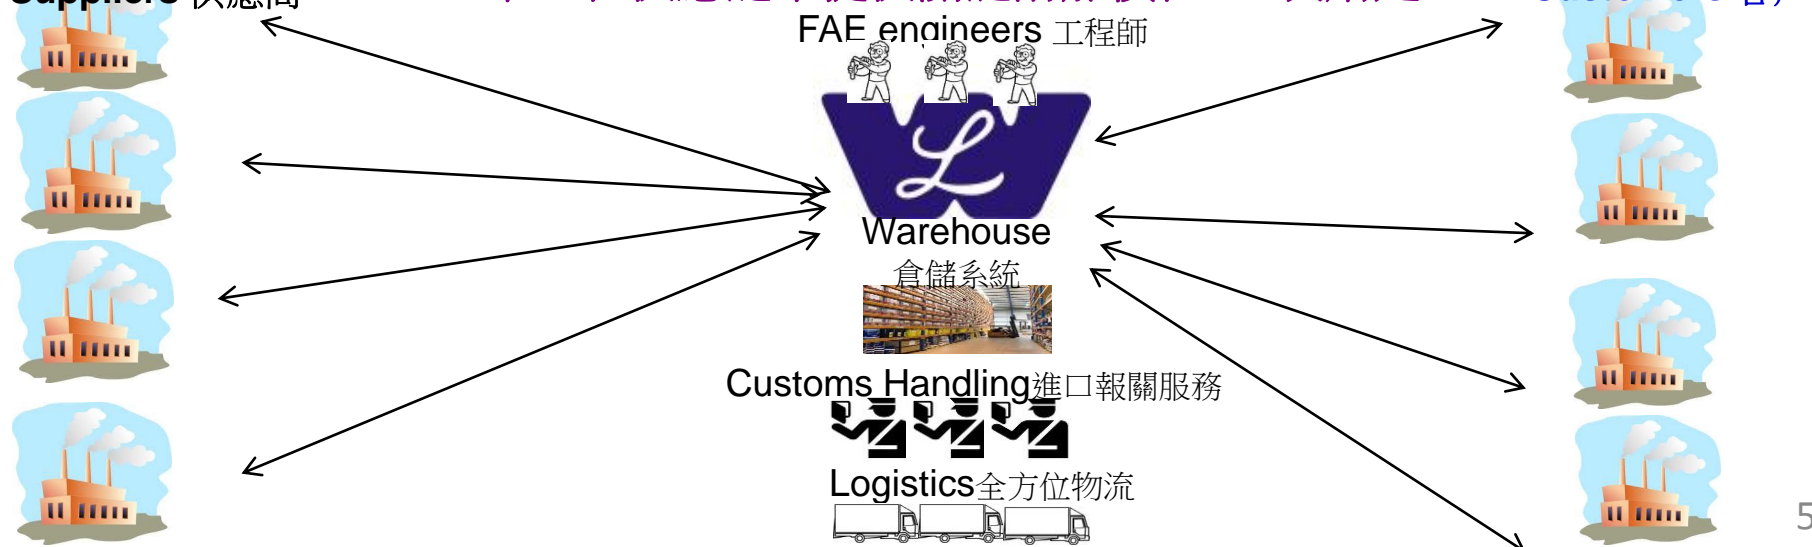 Suppliers 供應商
FAE engineers 工程師
L
Warehouse
倉儲系統
Customs Handling進口報關服務
Logistics全方位物流
5